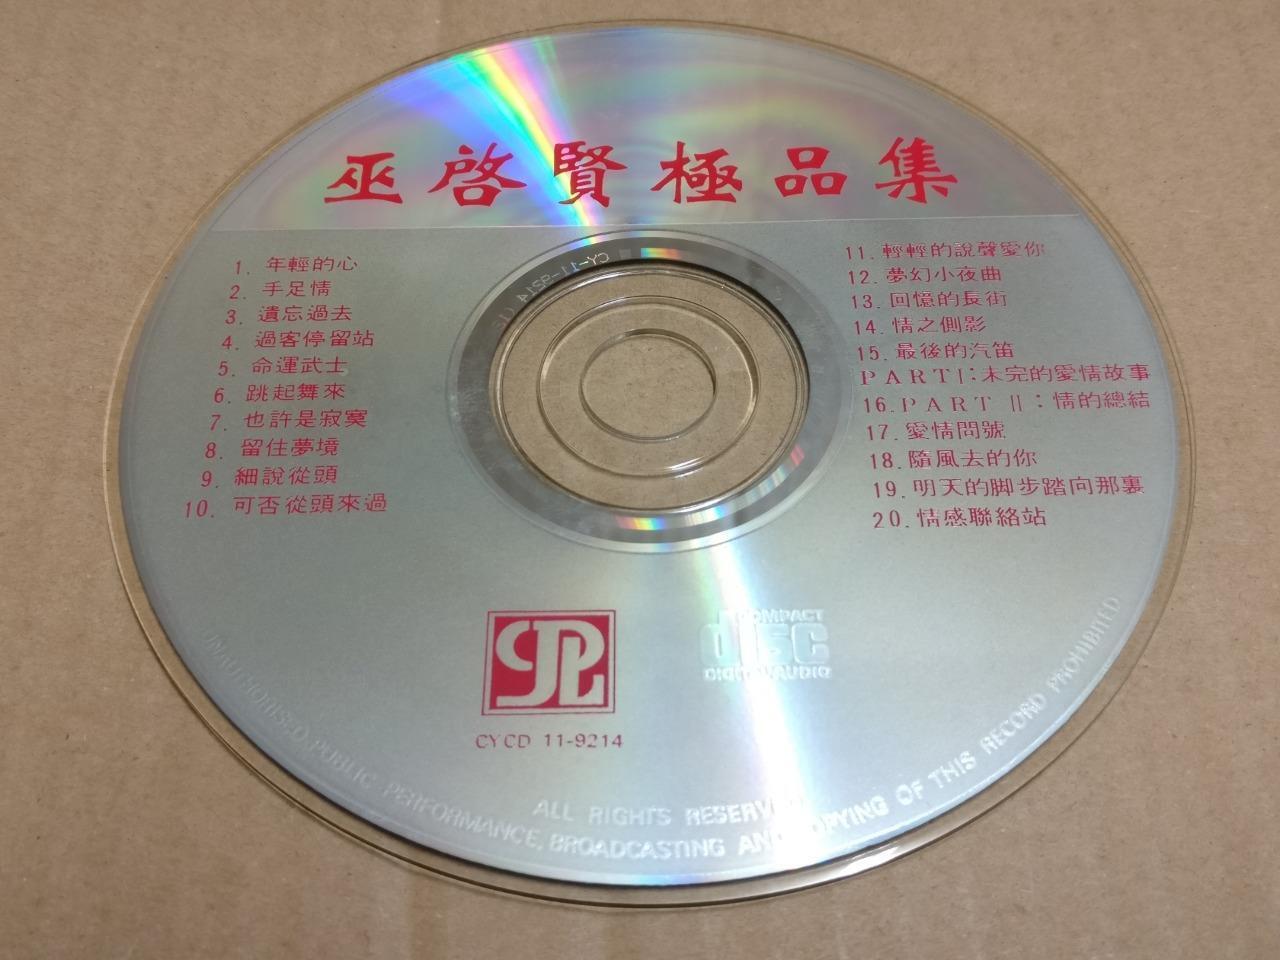 巫啓賢極品集
1. 年輕的心
2. 手足情
3. 遺忘過去
4. 過客停留站
5. 命運武士
6. 跳起舞來
7. 也許是寂寞
8. 留住夢境
9. 細說從頭
10. 可否從頭來過
11. 輕輕的說聲愛你
12. 夢幻小夜曲
13. 回憶的長街
14. 情之側影
15. 最後的汽笛
PART I:未完的愛情故事
16. PART II:情的總結
17. 愛情問號
18. 隨風去的你
19. 明天的脚步踏向那裏
20. 情感聯絡站
CY-11-9214
COMPACT
disc
DIGITAL AUDIO
CYCD 11-9214
ALL RIGHTS RESERVED
UNAUTHORISED PUBLIC PERFORMANCE, BROADCASTING AND COPYING OF THIS RECORD PROHIBITED